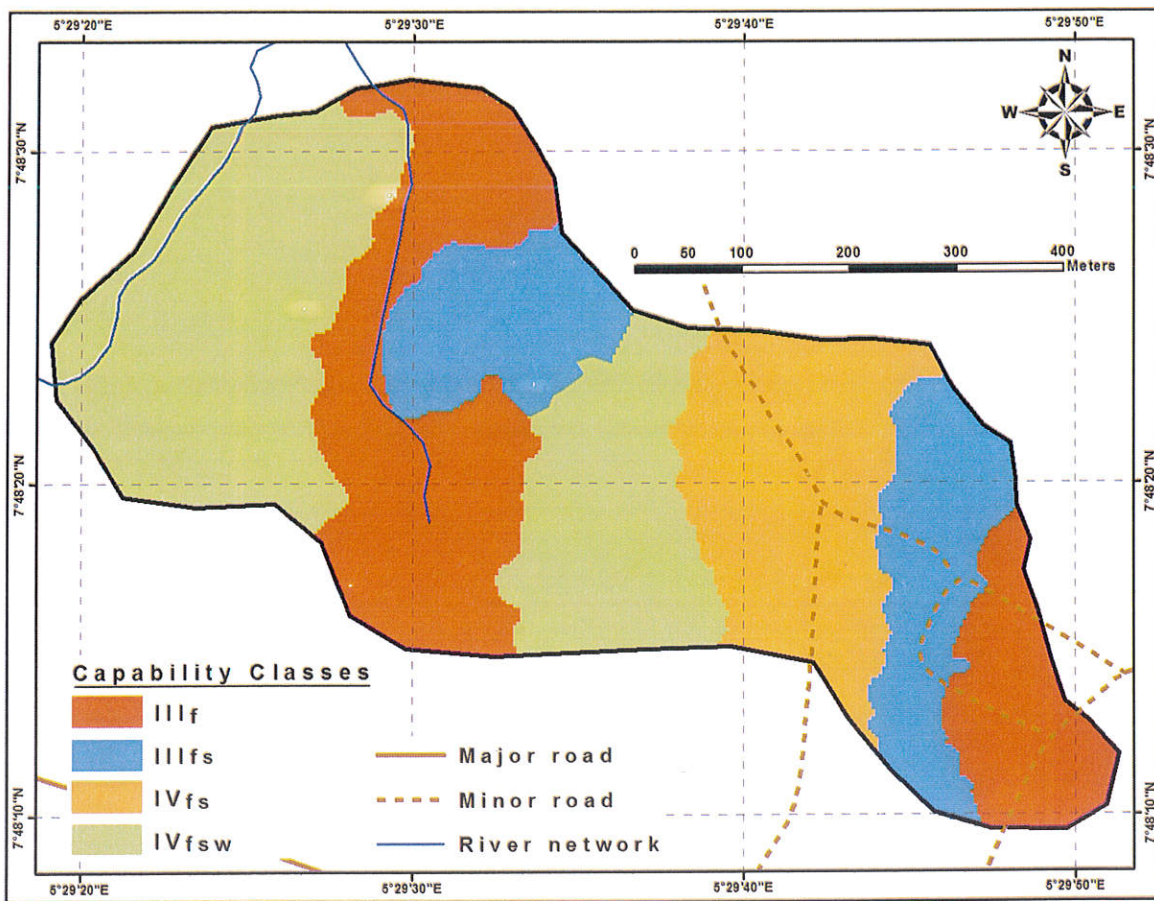 5°29'20"E 5°29'30"E 5°29'40"E 5°29'50"E
N
W E
S
7°48'30"N 7°48'30"N
0 50 100 200 300 400
Meters
7°48'20"N 7°48'20"N
Capability Classes
IIIf
IIIfs Major road
IVfs Minor road
IVfsw River network
7°48'10"N 7°48'10"N
5°29'20"E 5°29'30"E 5°29'40"E 5°29'50"E